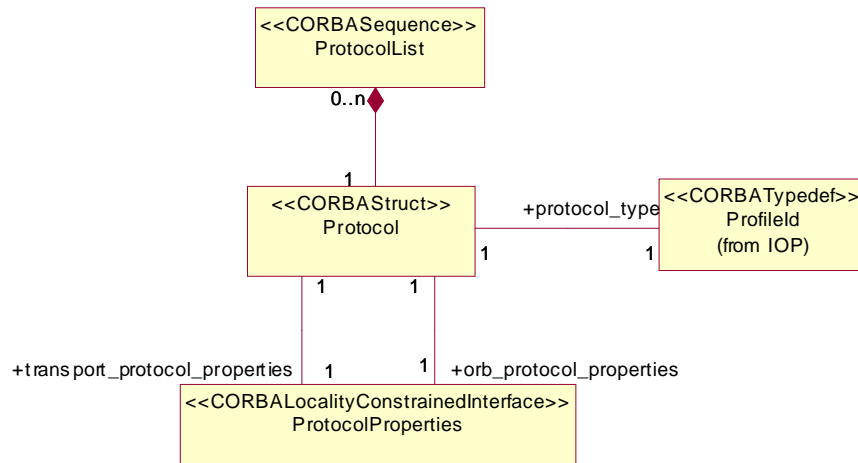 <<CORBASequence>>
ProtocolList
0..n
1
<<CORBAStruct>>
Protocol
+protocol_type
<<CORBATypedef>>
ProfileId
(from IOP)
1
1
1
1
+transport_protocol_properties
1
1
+orb_protocol_properties
<<CORBALocalityConstrainedInterface>>
ProtocolProperties